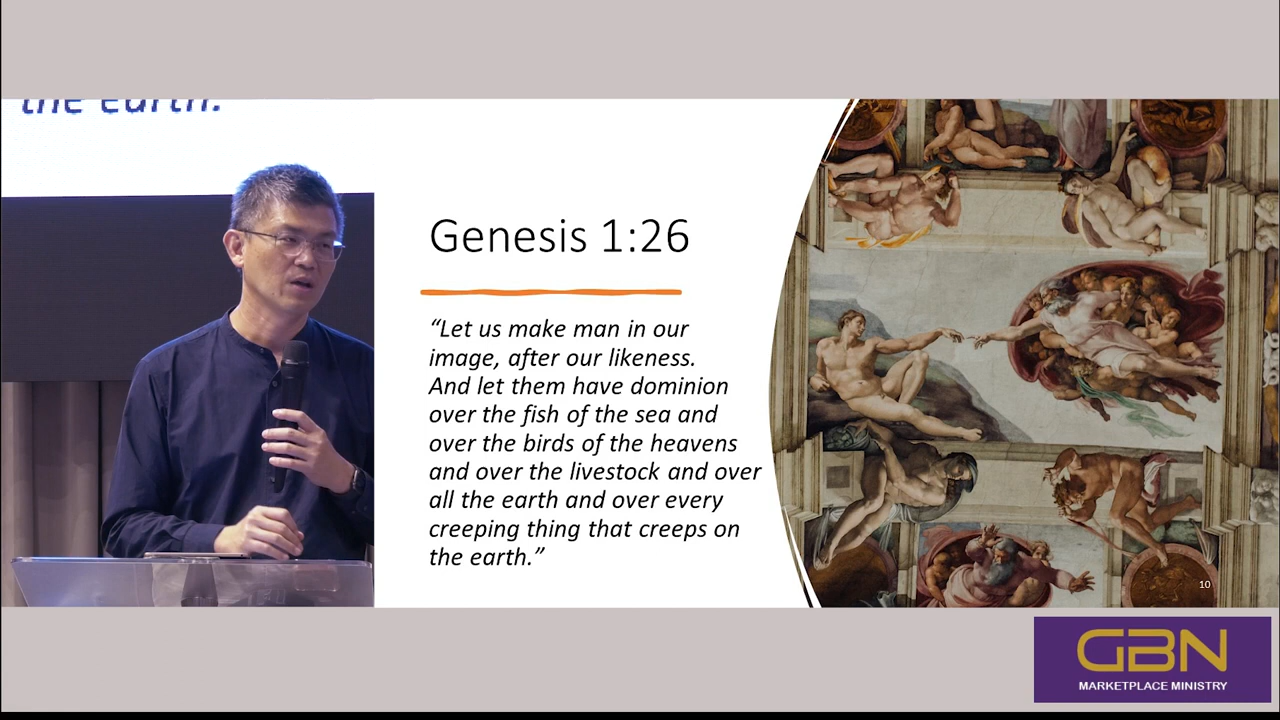 the earth.
Genesis 1:26
“Let us make man in our
image, after our likeness.
And let them have dominion
over the fish of the sea and
over the birds of the heavens
and over the livestock and over
all the earth and over every
creeping thing that creeps on
the earth.”
10
GBN
MARKETPLACE MINISTRY